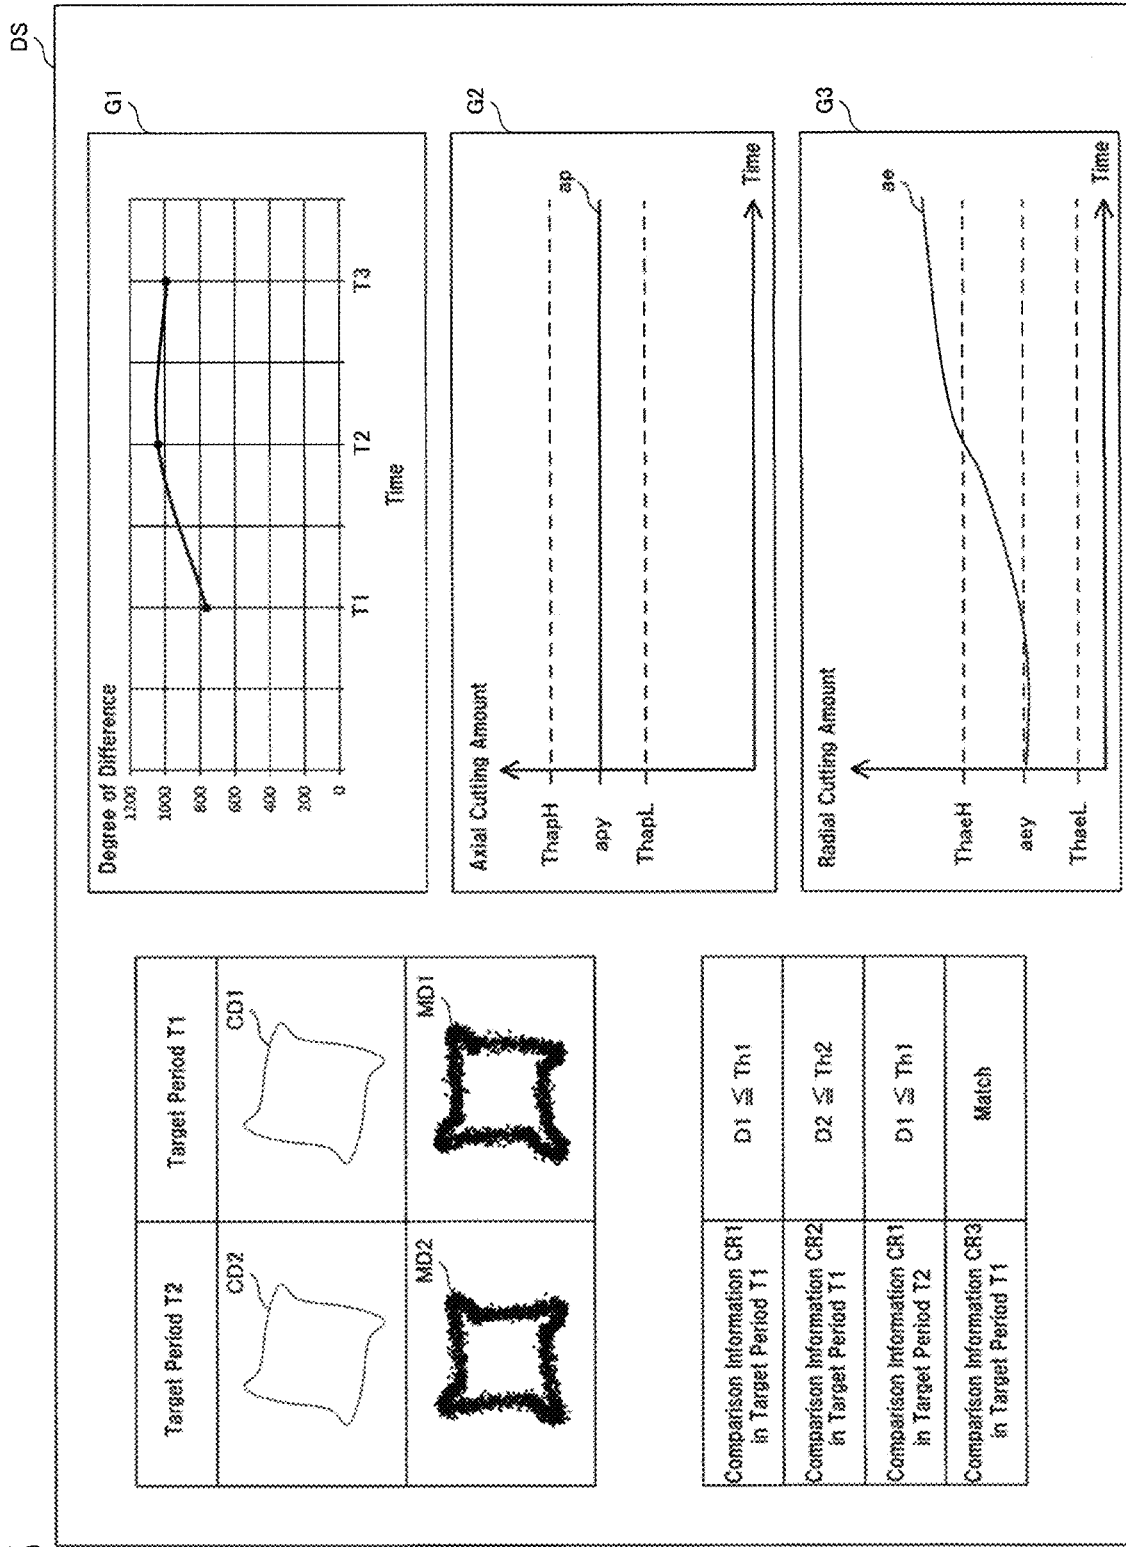 DS
Target Period T2
Target Period T1
CD2
CD1
MD2
MD1
Comparison Information CR1
in Target Period T1
D1 ≦ Th1
Comparison Information CR2
in Target Period T1
D2 ≦ Th2
Comparison Information CR1
in Target Period T2
D1 ≦ Th1
Comparison Information CR3
in Target Period T1
Match
G1
Degree of Difference
1200
1000
800
600
400
200
0
T1
T2
T3
Time
G2
Axial Cutting Amount
ThapH
apy
ThapL
ap
Time
G3
Radial Cutting Amount
ThaeH
aey
ThaeL
ae
Time